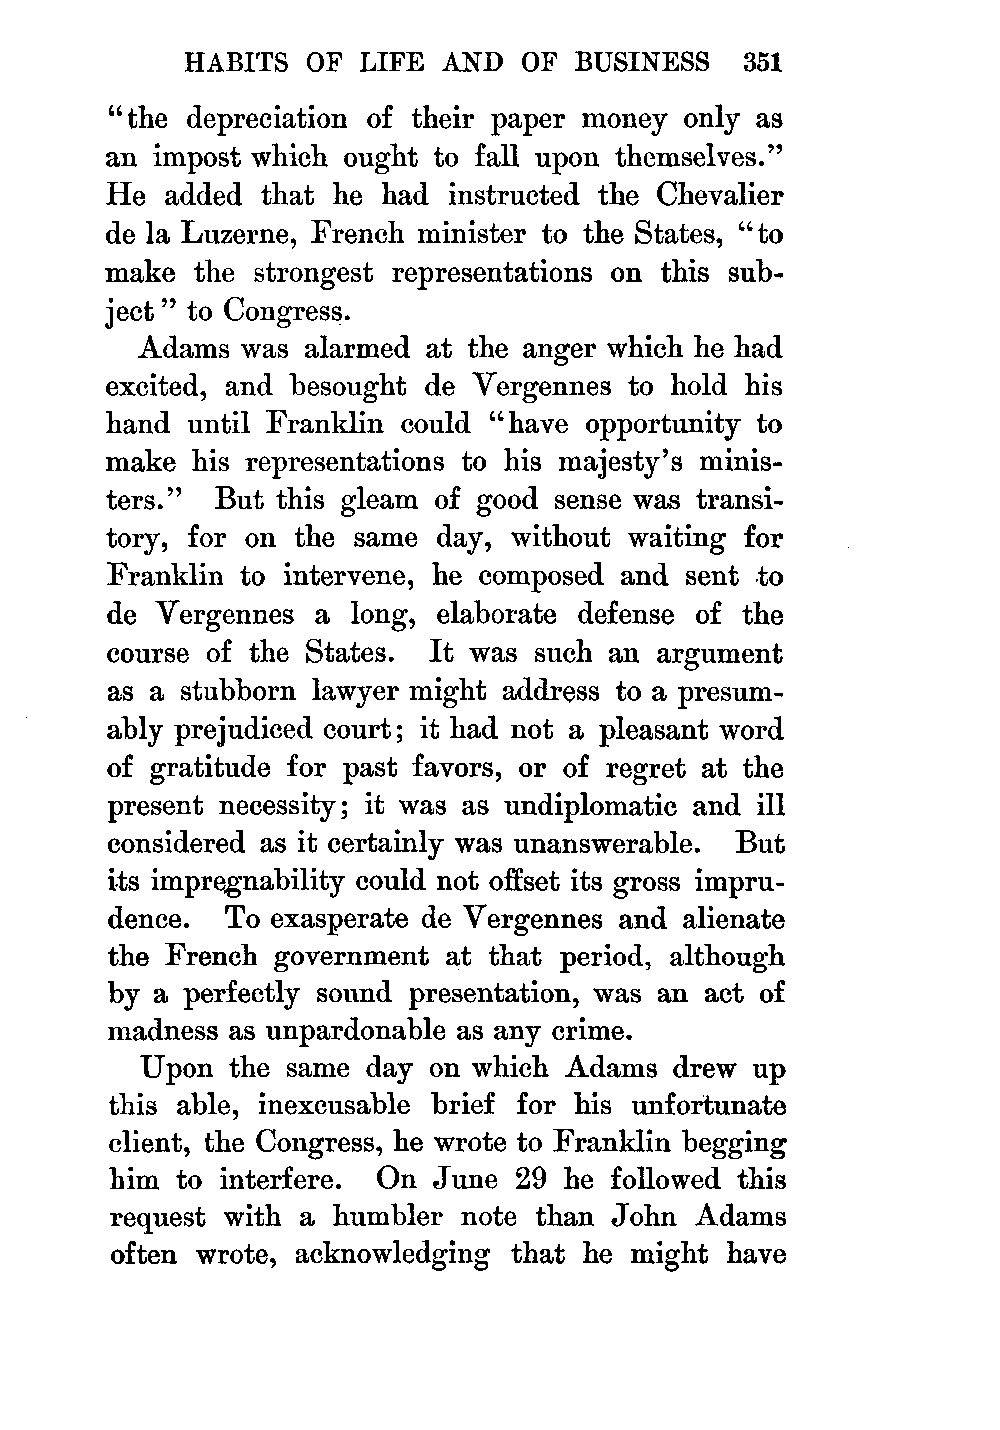 HABITS OF LIFE AND OF BUSINESS 351
"the depreciation of their paper money only as
an impost which ought to fall upon themselves."
He added that he had instructed the Chevalier
de la Luzerne, French minister to the States, "to
make the strongest representations on this sub-
ject" to Congress.
Adams was alarmed at the anger which he had
excited, and besought de Vergennes to hold his
hand until Franklin could "have opportunity to
make his representations to his majesty's minis-
ters." But this gleam of good sense was transi-
tory, for on the same day, without waiting for
Franklin to intervene, he composed and sent to
de Vergennes a long, elaborate defense of the
course of the States. It was such an argument
as a stubborn lawyer might address to a presum-
ably prejudiced court; it had not a pleasant word
of gratitude for past favors, or of regret at the
present necessity; it was as undiplomatic and ill
considered as it certainly was unanswerable. But
its impregnability could not offset its gross impru-
dence. To exasperate de Vergennes and alienate
the French government at that period, although
by a perfectly sound presentation, was an act of
madness as unpardonable as any crime.
Upon the same day on which Adams drew up
this able, inexcusable brief for his unfortunate
client, the Congress, he wrote to Franklin begging
him to interfere. On June 29 he followed this
request with a humbler note than John Adams
often wrote, acknowledging that he might have